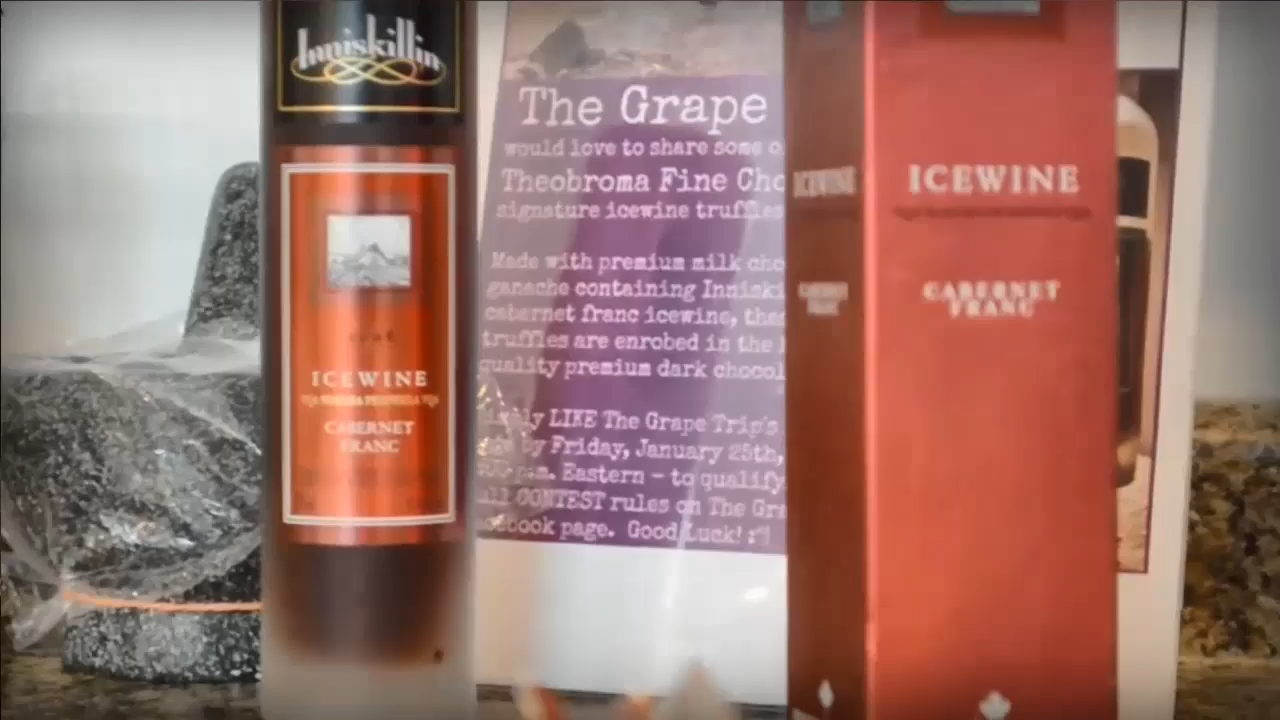 Inniskillin
ICEWINE
CABERNET
FRANC
The Grape
would love to share some o
Theobroma Fine Cho
signature icewine truffles
Made with premium milk cho
ganache containing Inniski
cabernet franc icewine, thes
truffles are enrobed in the
quality premium dark chocol
LIKE The Grape Trip's
by Friday, January 25th,
p.m. Eastern - to qualify
all CONTEST rules on The Gra
page. Good Luck! :")
ICEWINE
ICEWINE
CABERNET
FRANC